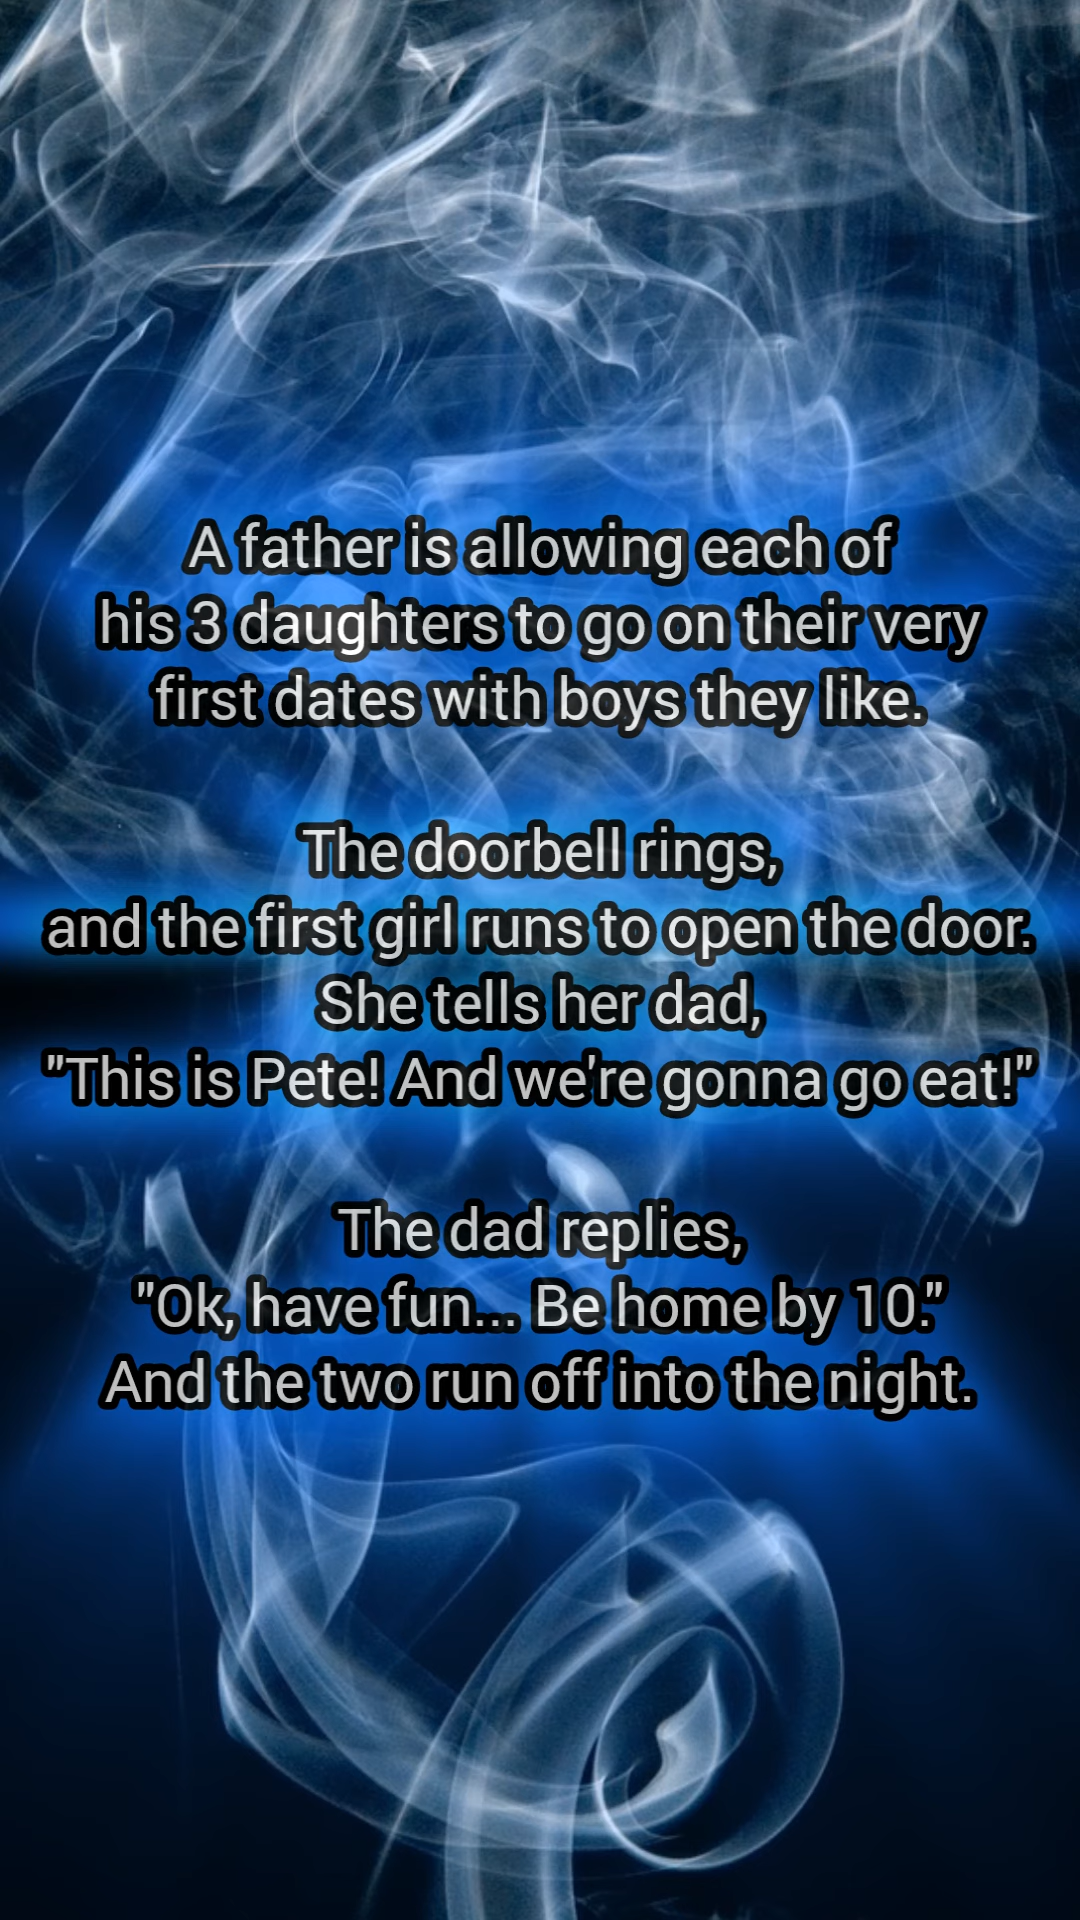 A father is allowing each of
his 3 daughters to go on their very
first dates with boys they like.
The doorbell rings,
and the first girl runs to open the door.
She tells her dad,
"This is Pete! And we're gonna go eat!"
The dad replies,
"Ok, have fun... Be home by 10."
And the two run off into the night.